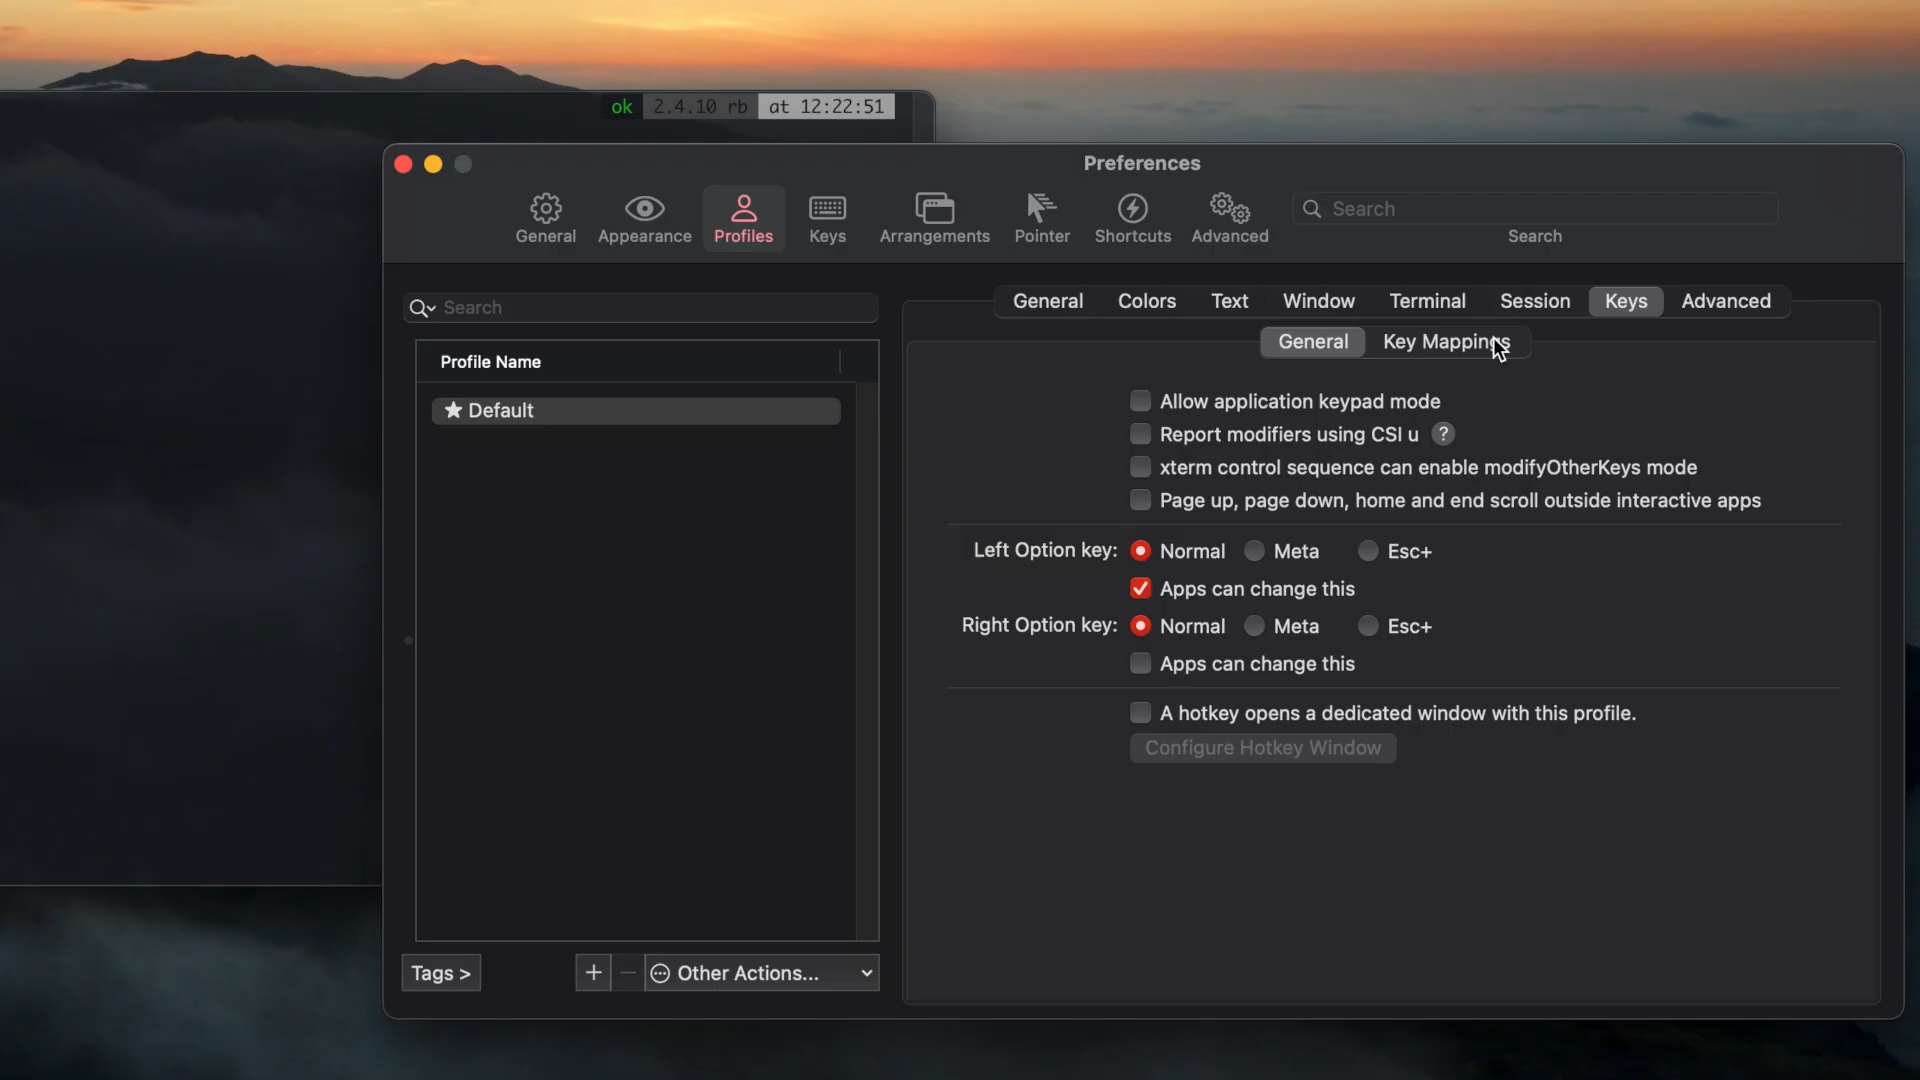 ok 2.4.10 rb at 12:22:51
Preferences
General Appearance Profiles Keys Arrangements Pointer Shortcuts Advanced Search
Search
Search
General Colors Text Window Terminal Session Keys Advanced
General Key Mappings
Profile Name
Default
Allow application keypad mode
Report modifiers using CSI u ?
xterm control sequence can enable modifyOtherKeys mode
Page up, page down, home and end scroll outside interactive apps
Left Option key: Normal Meta Esc+
Apps can change this
Right Option key: Normal Meta Esc+
Apps can change this
A hotkey opens a dedicated window with this profile.
Configure Hotkey Window
Tags > + − Other Actions...